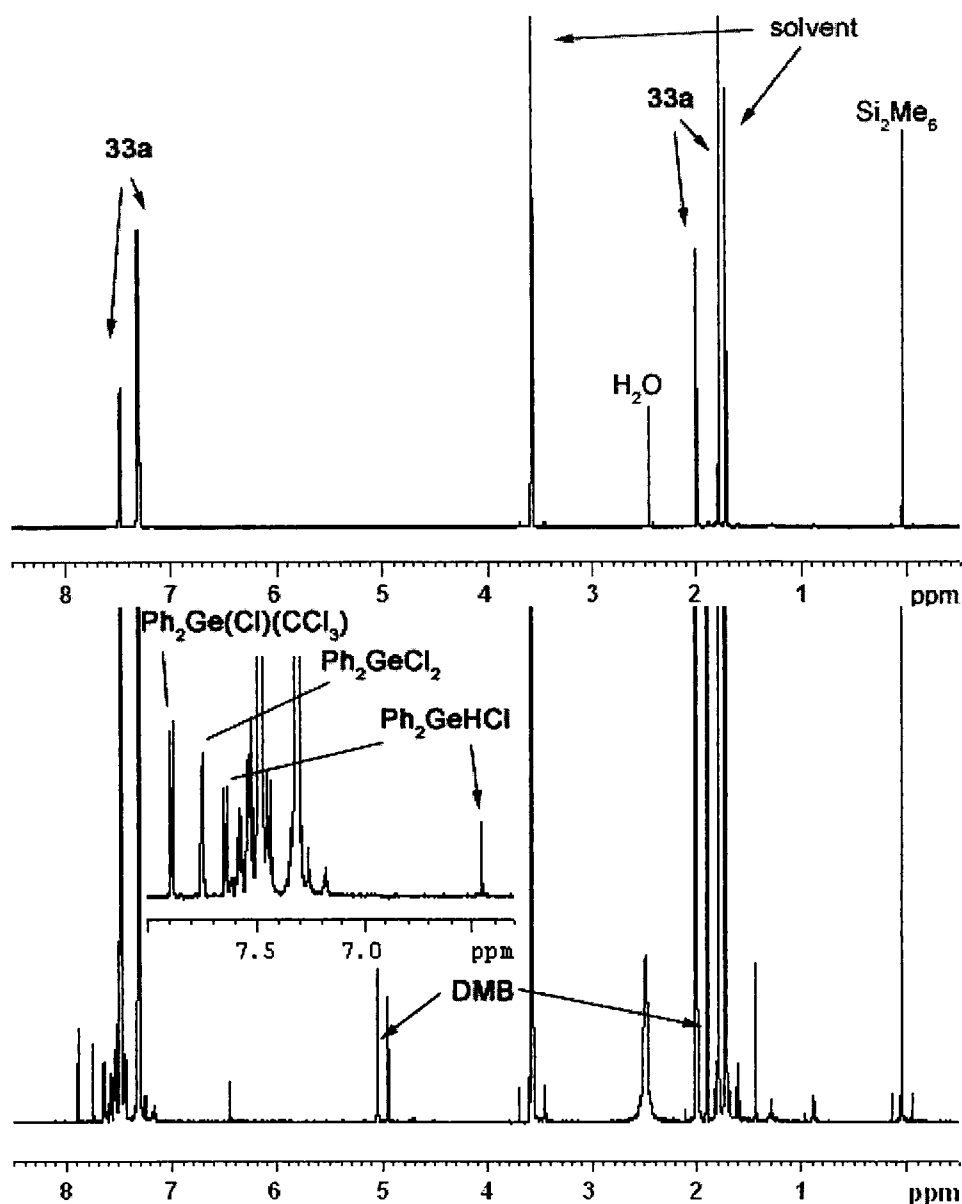 solvent
33a
Si₂Me₆
33a
H₂O
8 7 6 5 4 3 2 1 ppm
Ph₂Ge(Cl)(CCl₃)
Ph₂GeCl₂
Ph₂GeHCl
7.5 7.0 ppm
DMB
8 7 6 5 4 3 2 1 ppm